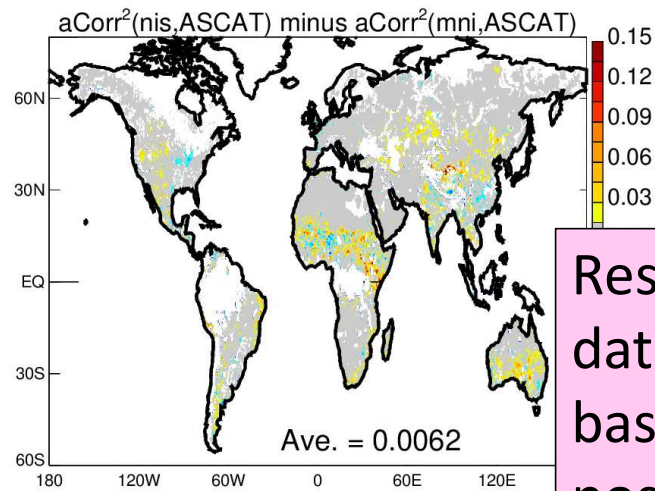 aCorr²(nis,ASCAT) minus aCorr²(mni,ASCAT)
0.15
0.12
0.09
0.06
0.03
60N
30N
EQ
30S
60S
180 120W 60W 0 60E 120E
Ave. = 0.0062
Res
dat
bas